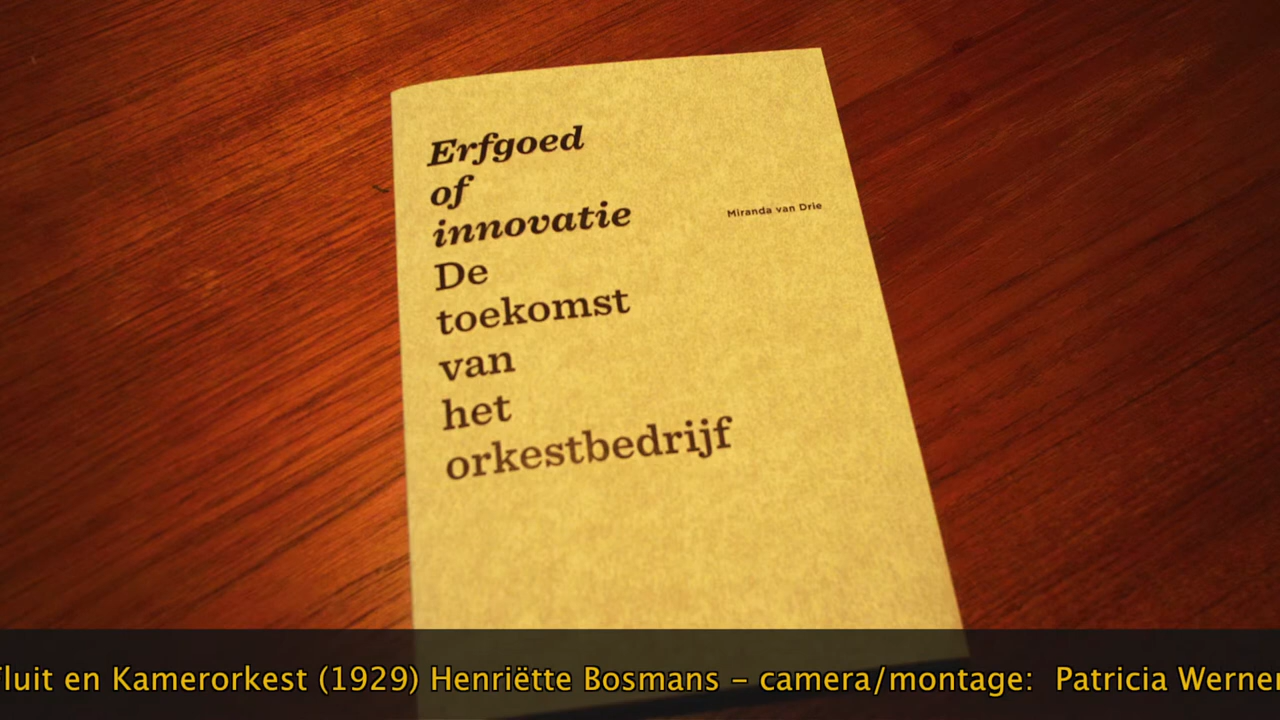 Erfgoed
of
innovatie
Miranda van Drie
De
toekomst
van
het
orkestbedrijf
fluit en Kamerorkest (1929) Henriëtte Bosmans – camera/montage: Patricia Werner